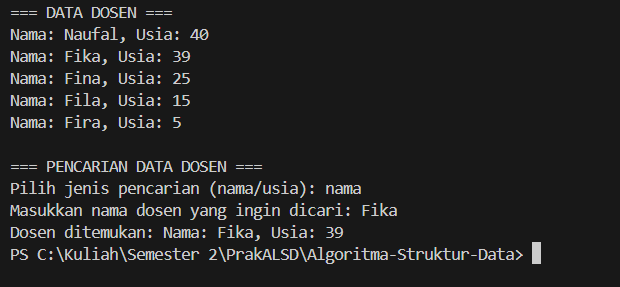 === DATA DOSEN ===
Nama: Naufal, Usia: 40
Nama: Fika, Usia: 39
Nama: Fina, Usia: 25
Nama: Fila, Usia: 15
Nama: Fira, Usia: 5
=== PENCARIAN DATA DOSEN ===
Pilih jenis pencarian (nama/usia): nama
Masukkan nama dosen yang ingin dicari: Fika
Dosen ditemukan: Nama: Fika, Usia: 39
PS C:\Kuliah\Semester 2\PrakALSD\Algoritma-Struktur-Data>